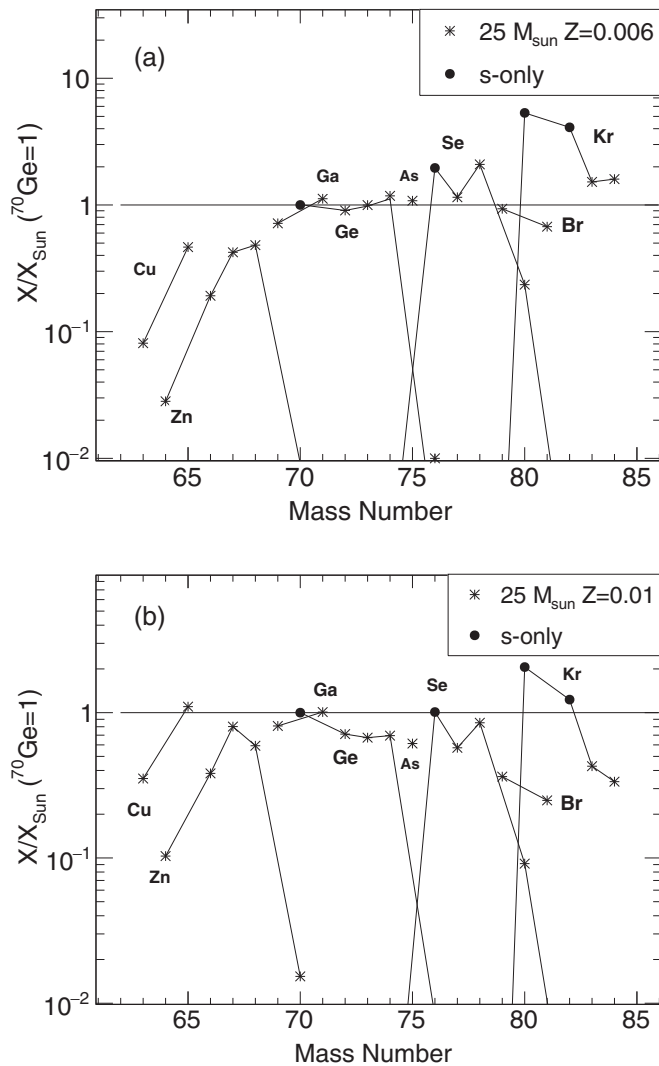 (a)
25 M_sun Z=0.006
s-only
10
1
10⁻¹
10⁻²
X/X_Sun (⁷⁰Ge=1)
Cu
Zn
Ga
Ge
As
Se
Br
Kr
65 70 75 80 85
Mass Number
(b)
25 M_sun Z=0.01
s-only
1
10⁻¹
10⁻²
X/X_Sun (⁷⁰Ge=1)
Cu
Zn
Ga
Ge
As
Se
Br
Kr
65 70 75 80 85
Mass Number